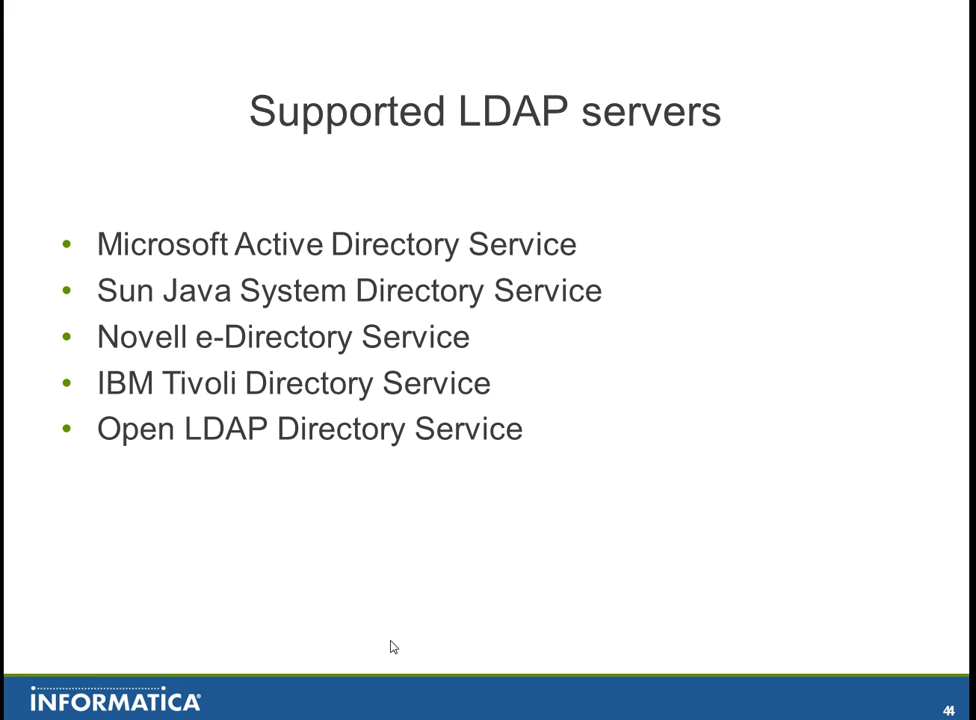 Supported LDAP servers
• Microsoft Active Directory Service
• Sun Java System Directory Service
• Novell e-Directory Service
• IBM Tivoli Directory Service
• Open LDAP Directory Service
INFORMATICA®
44